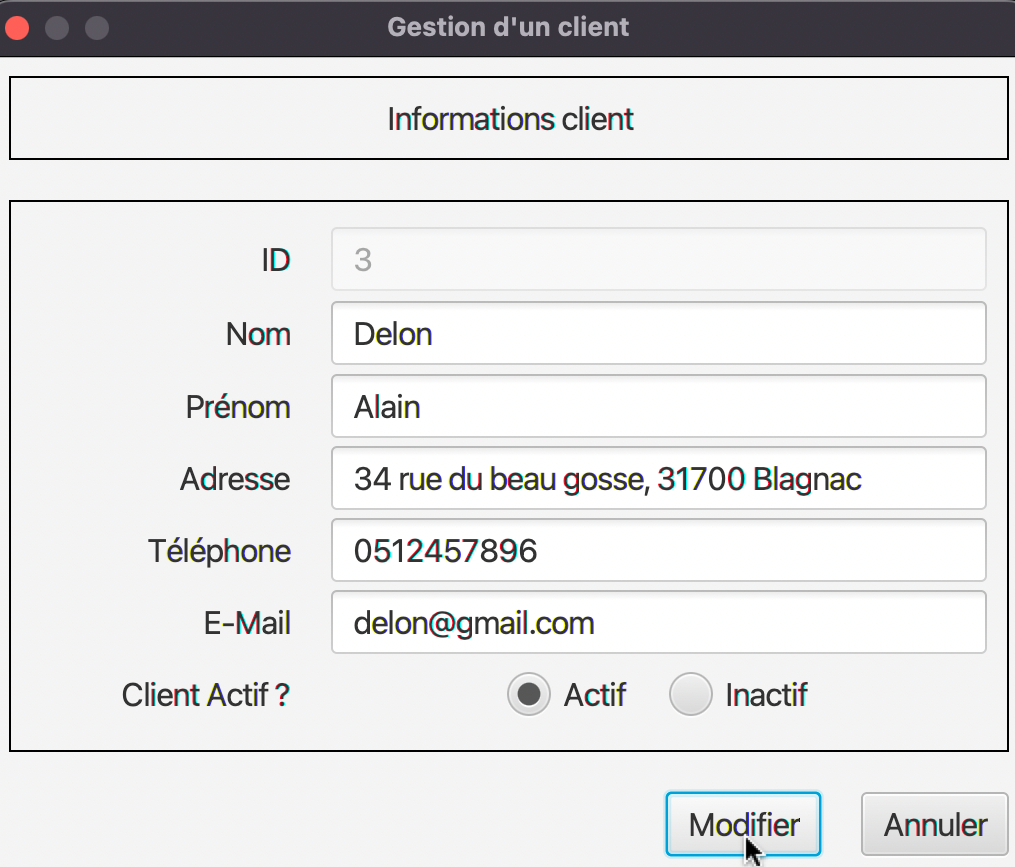 Gestion d'un client
Informations client
ID 3
Nom Delon
Prénom Alain
Adresse 34 rue du beau gosse, 31700 Blagnac
Téléphone 0512457896
E-Mail delon@gmail.com
Client Actif ? Actif Inactif
Modifier Annuler